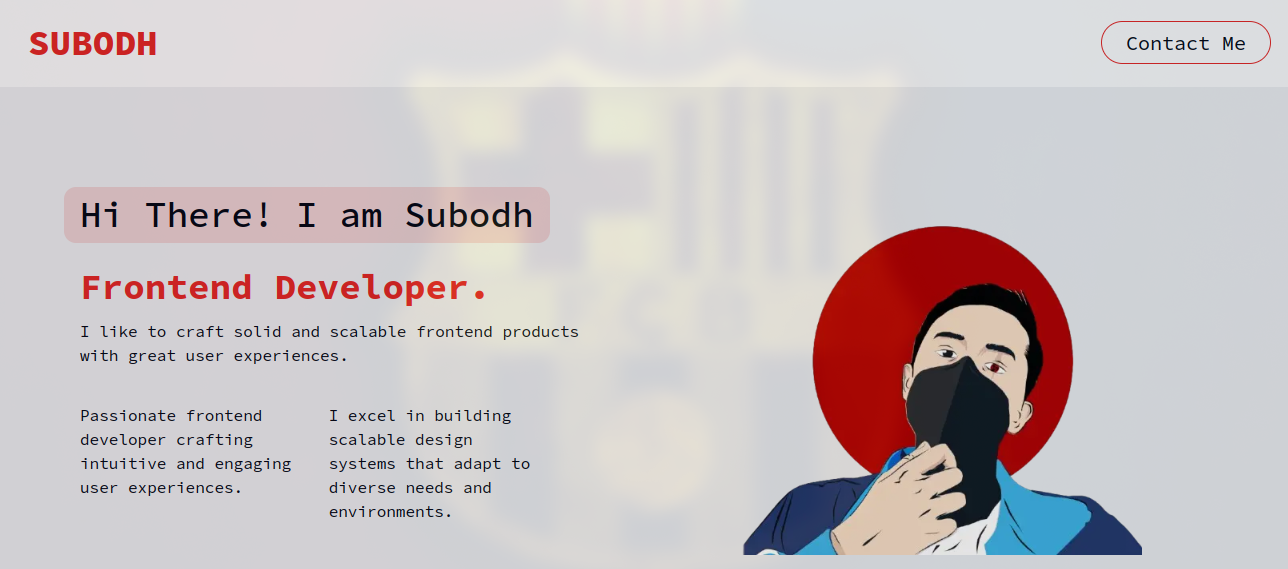 SUBODH
Contact Me
Hi There! I am Subodh
Frontend Developer.
I like to craft solid and scalable frontend products
with great user experiences.
Passionate frontend
developer crafting
intuitive and engaging
user experiences.
I excel in building
scalable design
systems that adapt to
diverse needs and
environments.